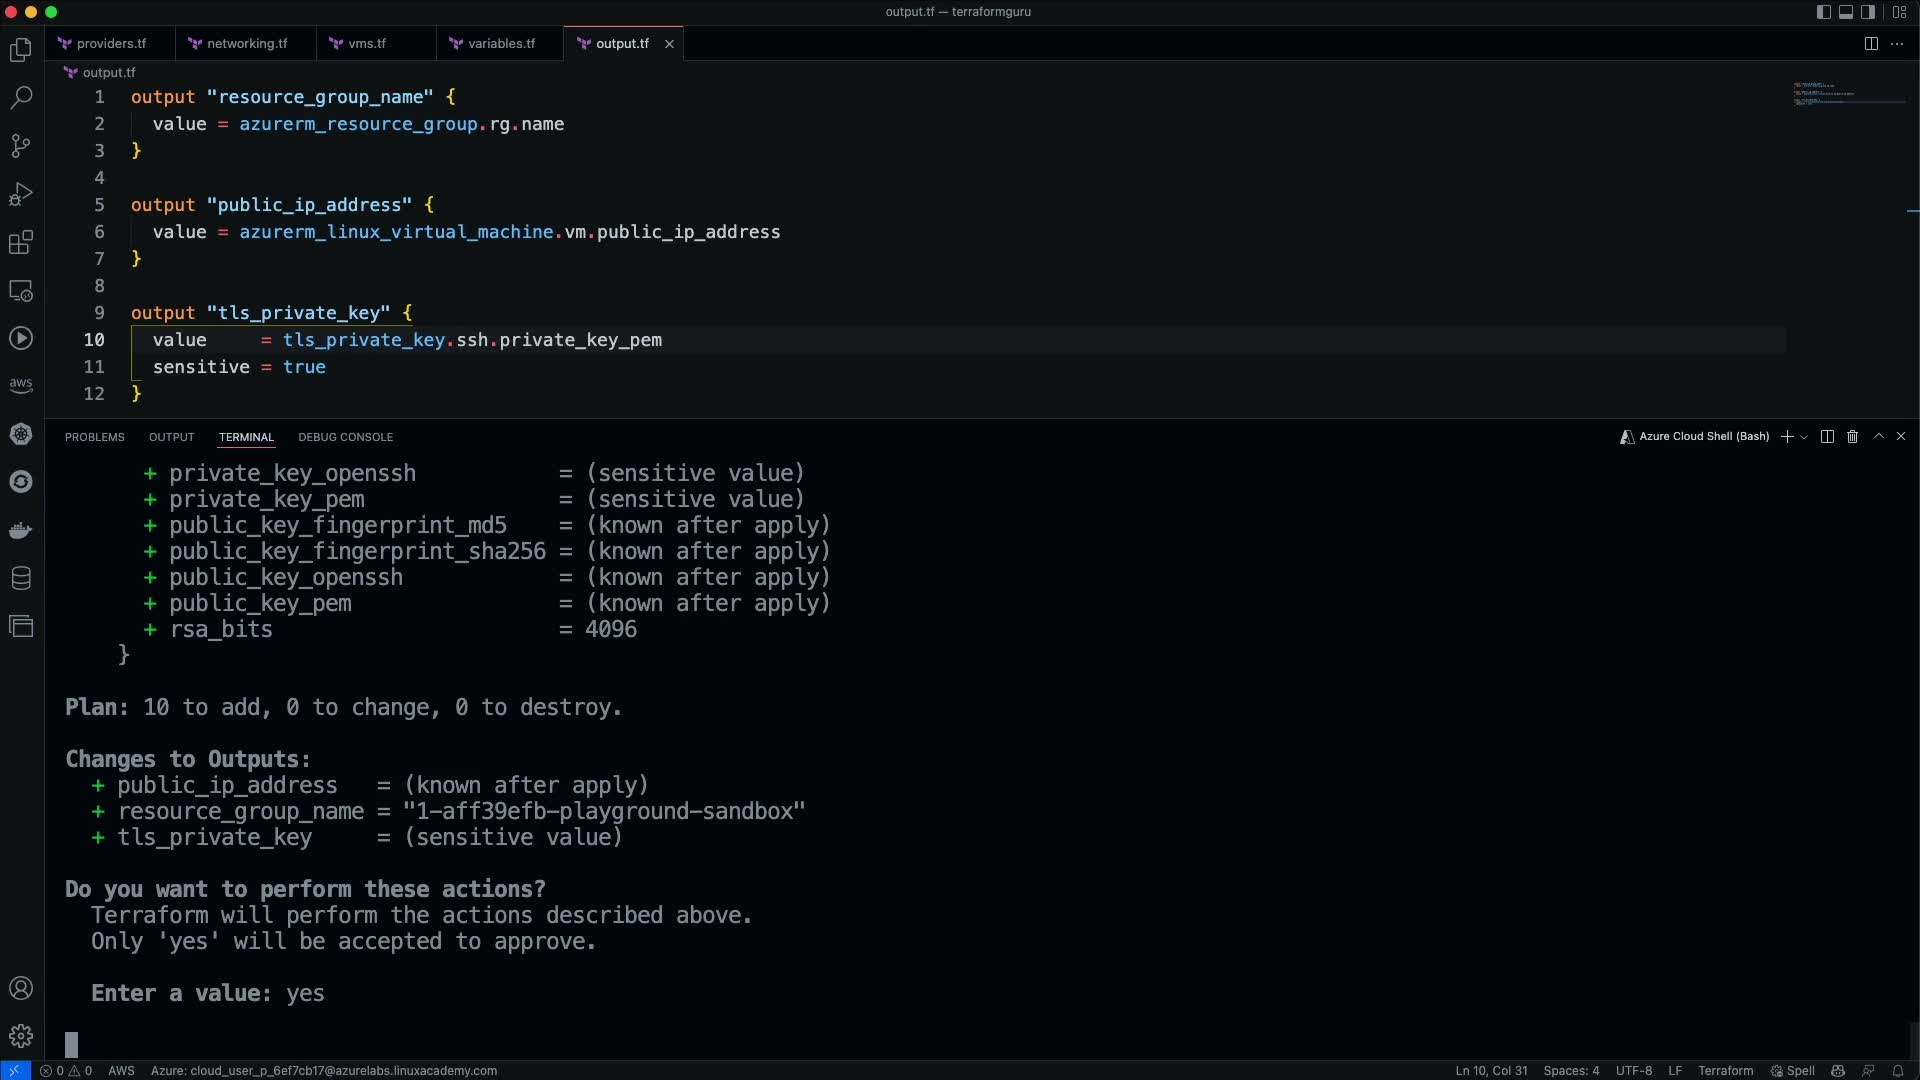 output.tf — terraformguru
providers.tf
networking.tf
vms.tf
variables.tf
output.tf
output.tf
1 output "resource_group_name" {
2 value = azurerm_resource_group.rg.name
3 }
4
5 output "public_ip_address" {
6 value = azurerm_linux_virtual_machine.vm.public_ip_address
7 }
8
9 output "tls_private_key" {
10 value = tls_private_key.ssh.private_key_pem
11 sensitive = true
12 }
PROBLEMS OUTPUT TERMINAL DEBUG CONSOLE
Azure Cloud Shell (Bash)
aws
+ private_key_openssh = (sensitive value)
+ private_key_pem = (sensitive value)
+ public_key_fingerprint_md5 = (known after apply)
+ public_key_fingerprint_sha256 = (known after apply)
+ public_key_openssh = (known after apply)
+ public_key_pem = (known after apply)
+ rsa_bits = 4096
}
Plan: 10 to add, 0 to change, 0 to destroy.
Changes to Outputs:
+ public_ip_address = (known after apply)
+ resource_group_name = "1-aff39efb-playground-sandbox"
+ tls_private_key = (sensitive value)
Do you want to perform these actions?
Terraform will perform the actions described above.
Only 'yes' will be accepted to approve.
Enter a value: yes
0 0 AWS Azure: cloud_user_p_6ef7cb17@azurelabs.linuxacademy.com Ln 10, Col 31 Spaces: 4 UTF-8 LF Terraform Spell